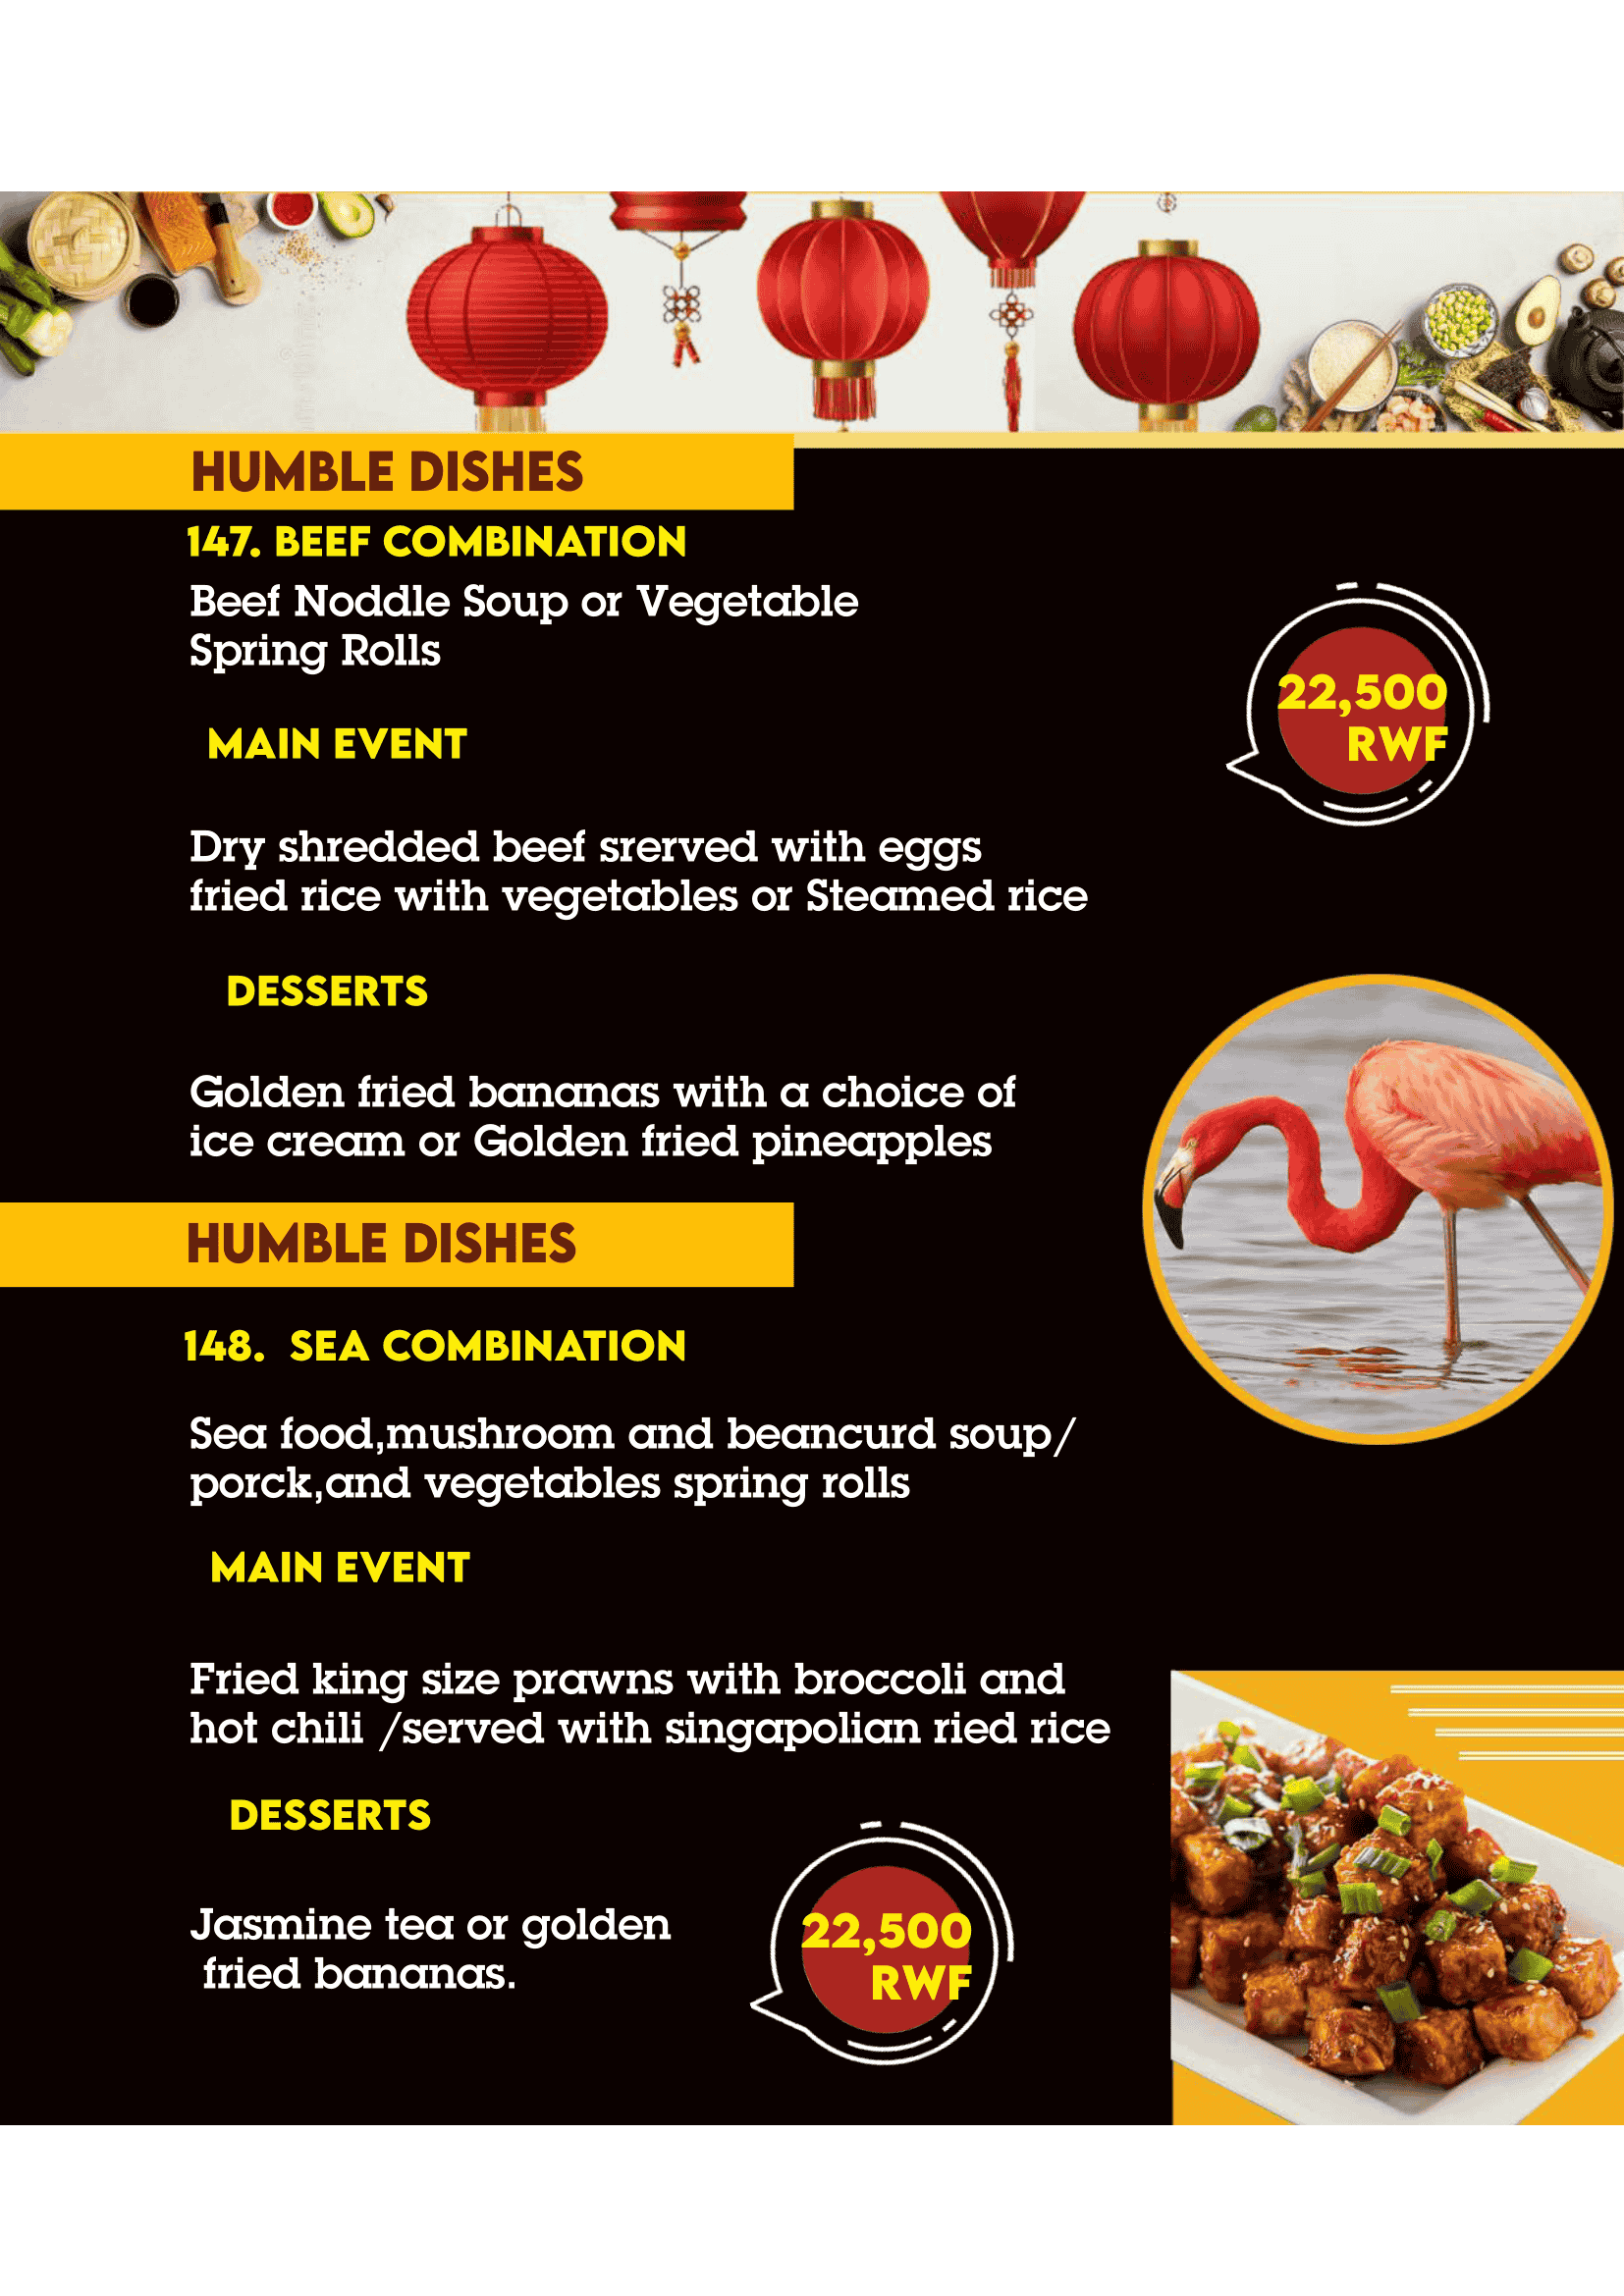 HUMBLE DISHES
147. BEEF COMBINATION
Beef Noddle Soup or Vegetable
Spring Rolls
22,500
RWF
MAIN EVENT
Dry shredded beef srerved with eggs
fried rice with vegetables or Steamed rice
DESSERTS
Golden fried bananas with a choice of
ice cream or Golden fried pineapples
HUMBLE DISHES
148. SEA COMBINATION
Sea food,mushroom and beancurd soup/
porck,and vegetables spring rolls
MAIN EVENT
Fried king size prawns with broccoli and
hot chili /served with singapolian ried rice
DESSERTS
Jasmine tea or golden
fried bananas.
22,500
RWF